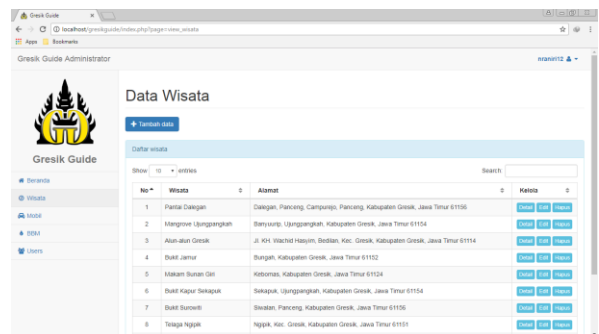 Gresik Guide
localhost/gresikguide/index.php?page=view_wisata
Apps Bookmarks
Gresik Guide Administrator
nraniri12
Gresik Guide
Beranda
Wisata
Mobil
BBM
Users
Data Wisata
+ Tambah data
Daftar wisata
Show 10 entries
Search:
No Wisata Alamat Kelola
1 Pantai Dalegan Dalegan, Panceng, Campurejo, Panceng, Kabupaten Gresik, Jawa Timur 61156 Detail Edit Hapus
2 Mangrove Ujungpangkah Banyuurip, Ujungpangkah, Kabupaten Gresik, Jawa Timur 61154 Detail Edit Hapus
3 Alun-alun Gresik Jl. KH. Wachid Hasyim, Bedilan, Kec. Gresik, Kabupaten Gresik, Jawa Timur 61114 Detail Edit Hapus
4 Bukit Jamur Bungah, Kabupaten Gresik, Jawa Timur 61152 Detail Edit Hapus
5 Makam Sunan Giri Kebomas, Kabupaten Gresik, Jawa Timur 61124 Detail Edit Hapus
6 Bukit Kapur Sekapuk Sekapuk, Ujungpangkah, Kabupaten Gresik, Jawa Timur 61154 Detail Edit Hapus
7 Bukit Surowiti Siwalan, Panceng, Kabupaten Gresik, Jawa Timur 61156 Detail Edit Hapus
8 Telaga Ngipik Ngipik, Kec. Gresik, Kabupaten Gresik, Jawa Timur 61151 Detail Edit Hapus